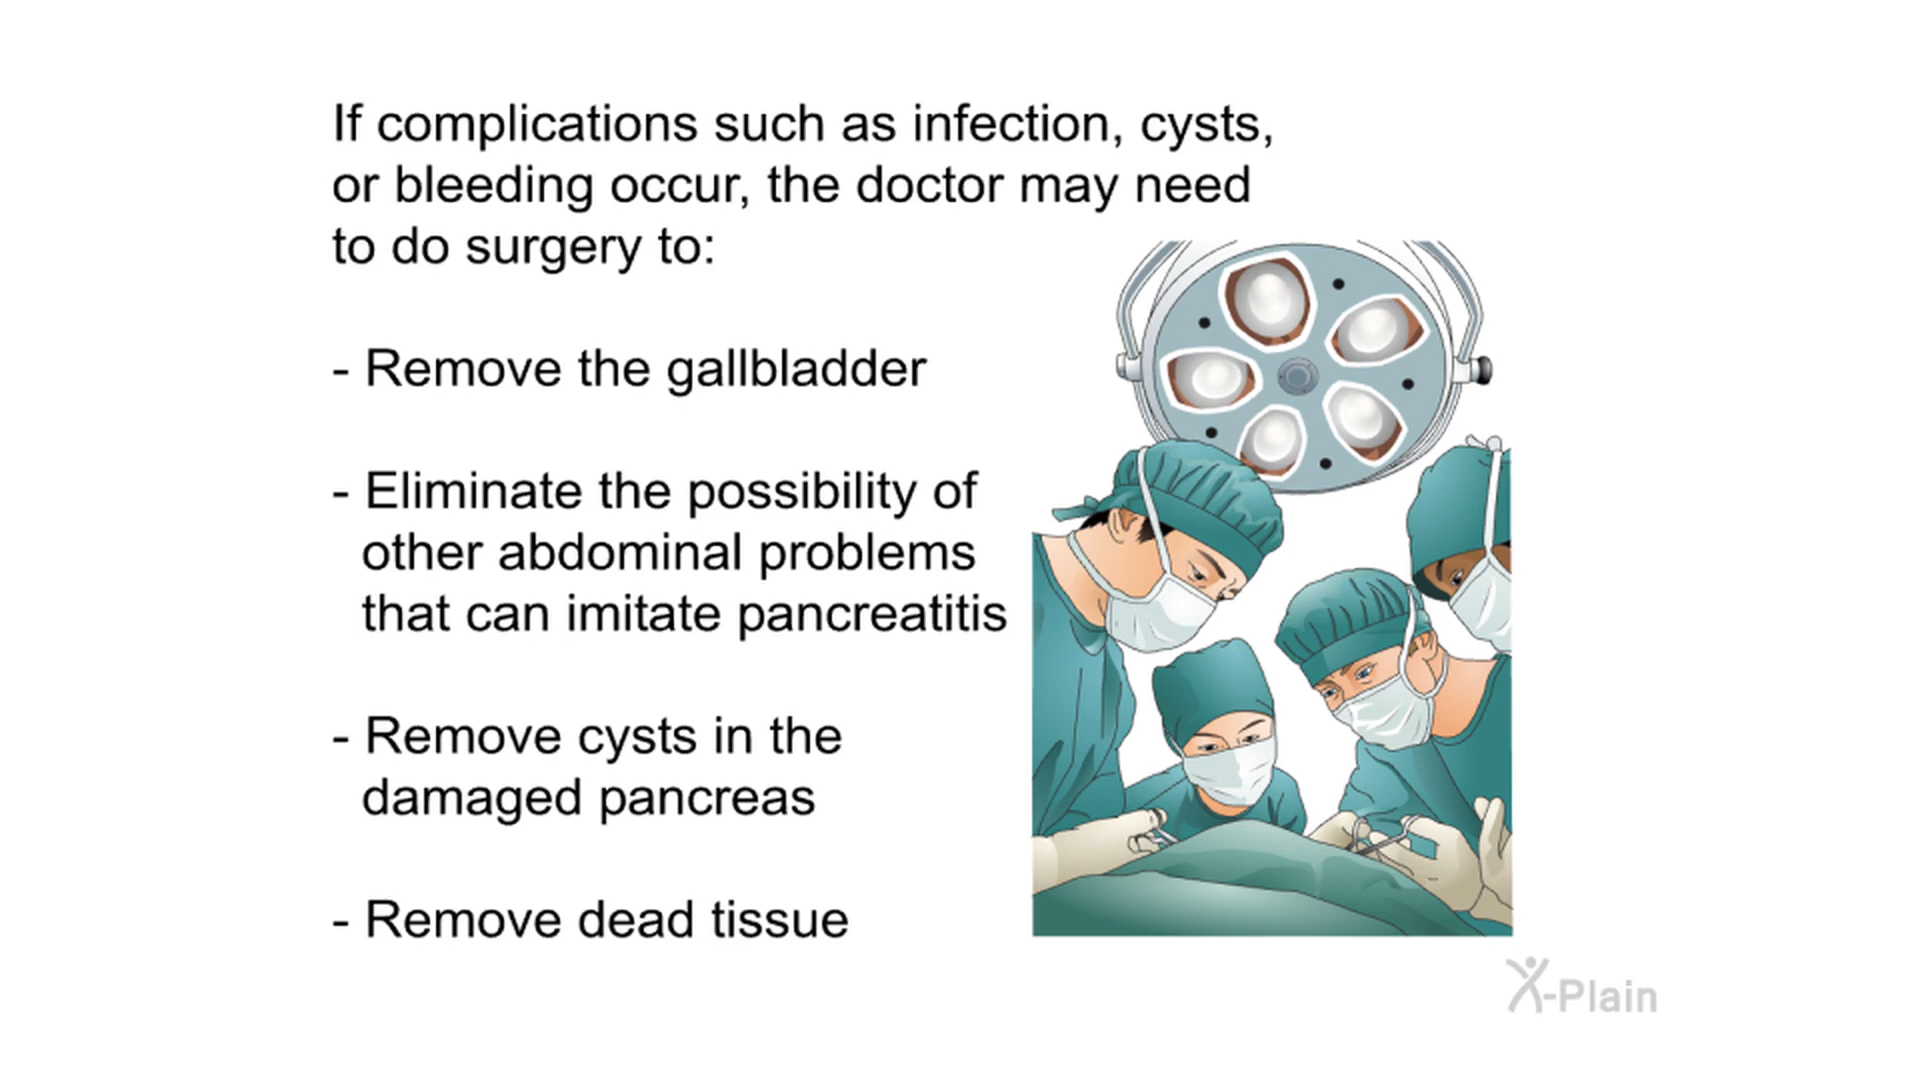 If complications such as infection, cysts,
or bleeding occur, the doctor may need
to do surgery to:
- Remove the gallbladder
- Eliminate the possibility of
other abdominal problems
that can imitate pancreatitis
- Remove cysts in the
damaged pancreas
- Remove dead tissue
X-Plain